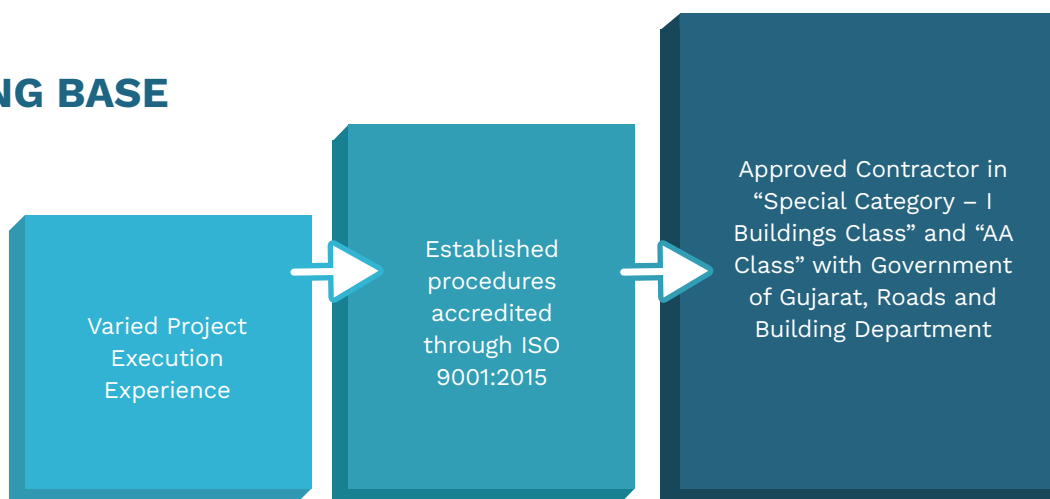 NG BASE
Varied Project
Execution
Experience
Established
procedures
accredited
through ISO
9001:2015
Approved Contractor in
“Special Category – I
Buildings Class” and “AA
Class” with Government
of Gujarat, Roads and
Building Department